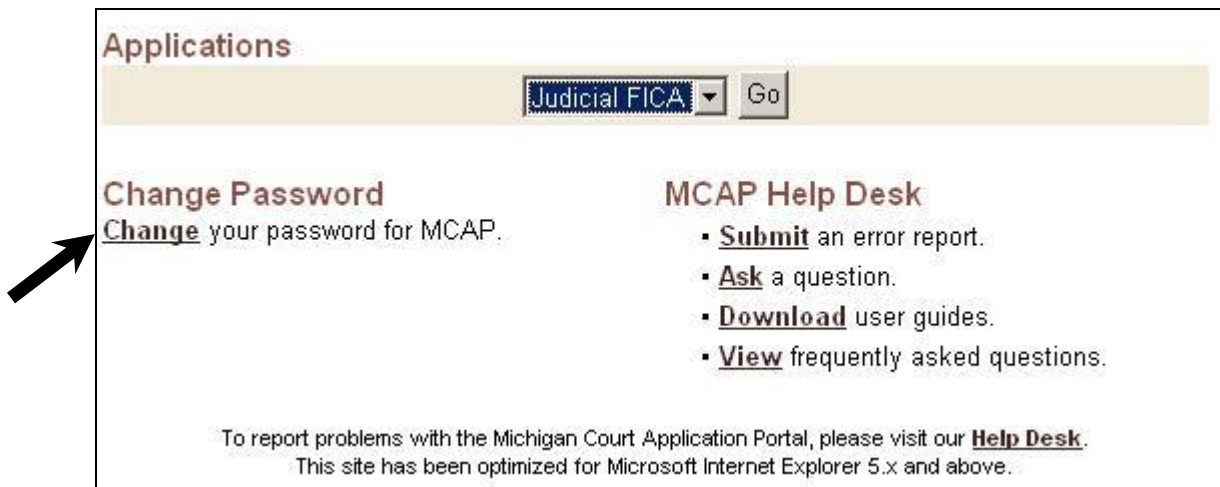 Applications
Judicial FICA Go
Change Password
Change your password for MCAP.
MCAP Help Desk
▪ Submit an error report.
▪ Ask a question.
▪ Download user guides.
▪ View frequently asked questions.
To report problems with the Michigan Court Application Portal, please visit our Help Desk.
This site has been optimized for Microsoft Internet Explorer 5.x and above.